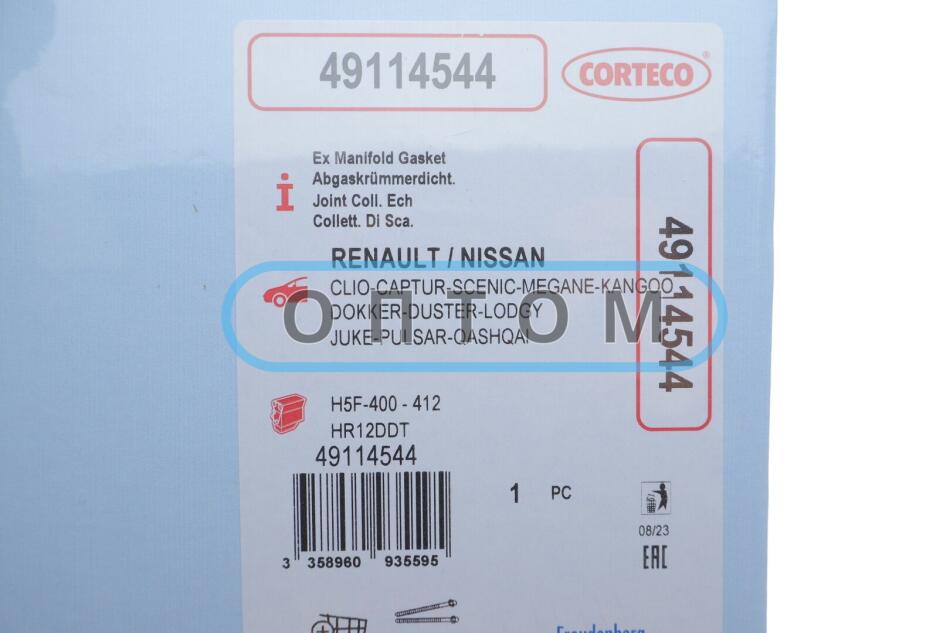 49114544
CORTECO®
Ex Manifold Gasket
Abgaskrümmerdicht.
Joint Coll. Ech
Collett. Di Sca.
RENAULT / NISSAN
CLIO-CAPTUR-SCENIC-MEGANE-KANGOO
DOKKER-DUSTER-LODGY
JUKE-PULSAR-QASHQAI
ОПТОМ
49114544
H5F-400 - 412
HR12DDT
49114544
1 PC
3 358960 935595
08/23
EAC
Freudenberg